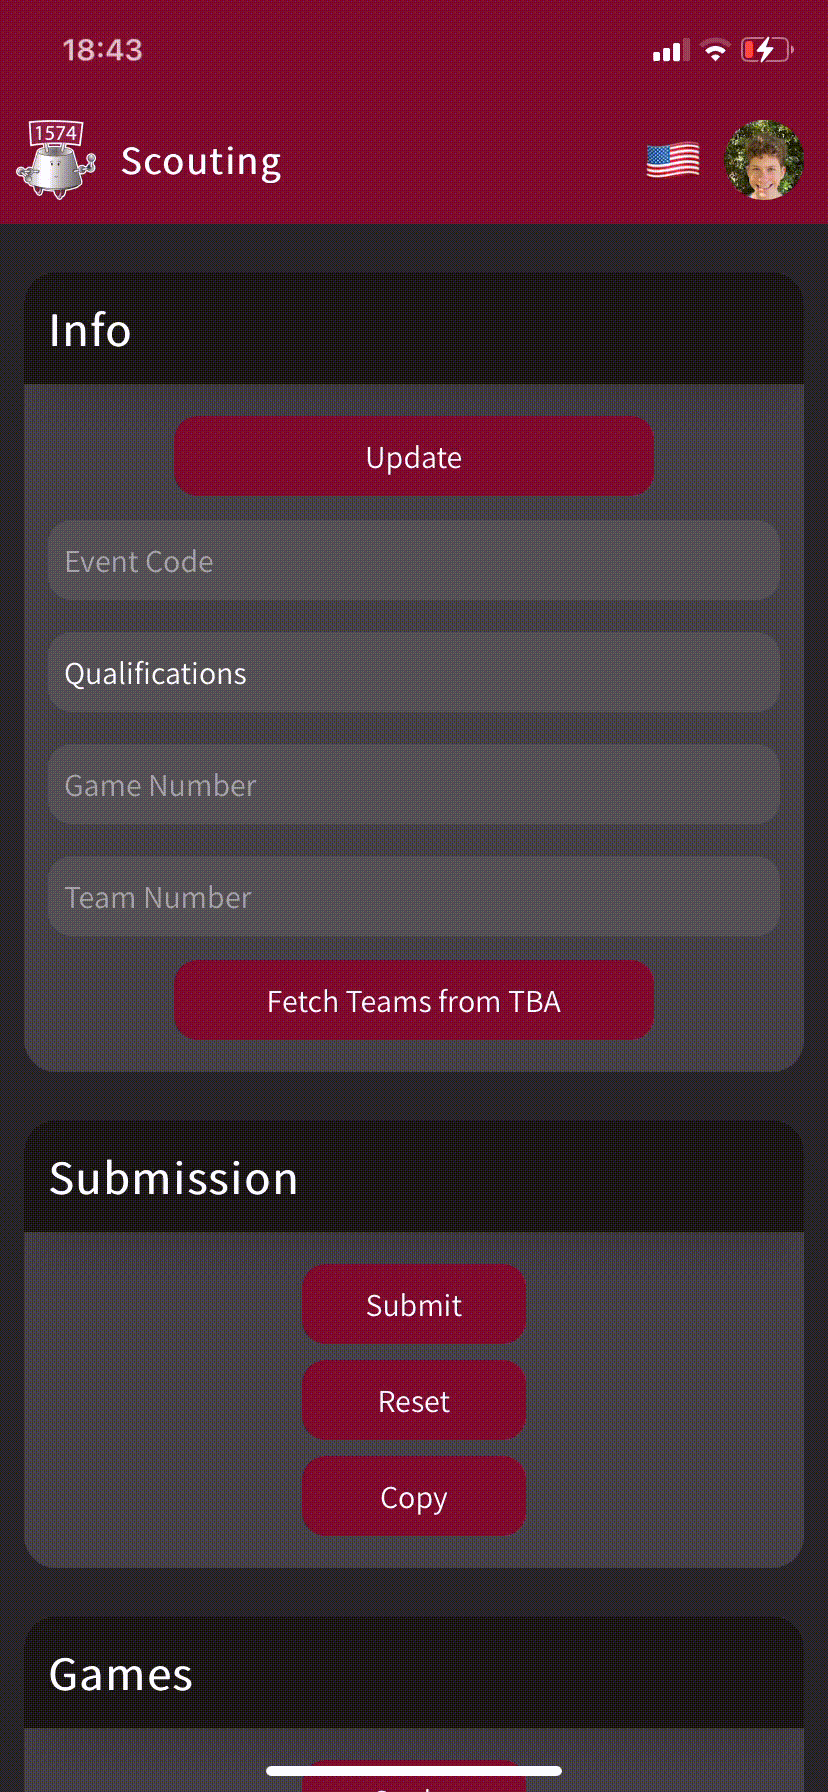 18:43
1574
Scouting
Info
Update
Event Code
Qualifications
Game Number
Team Number
Fetch Teams from TBA
Submission
Submit
Reset
Copy
Games